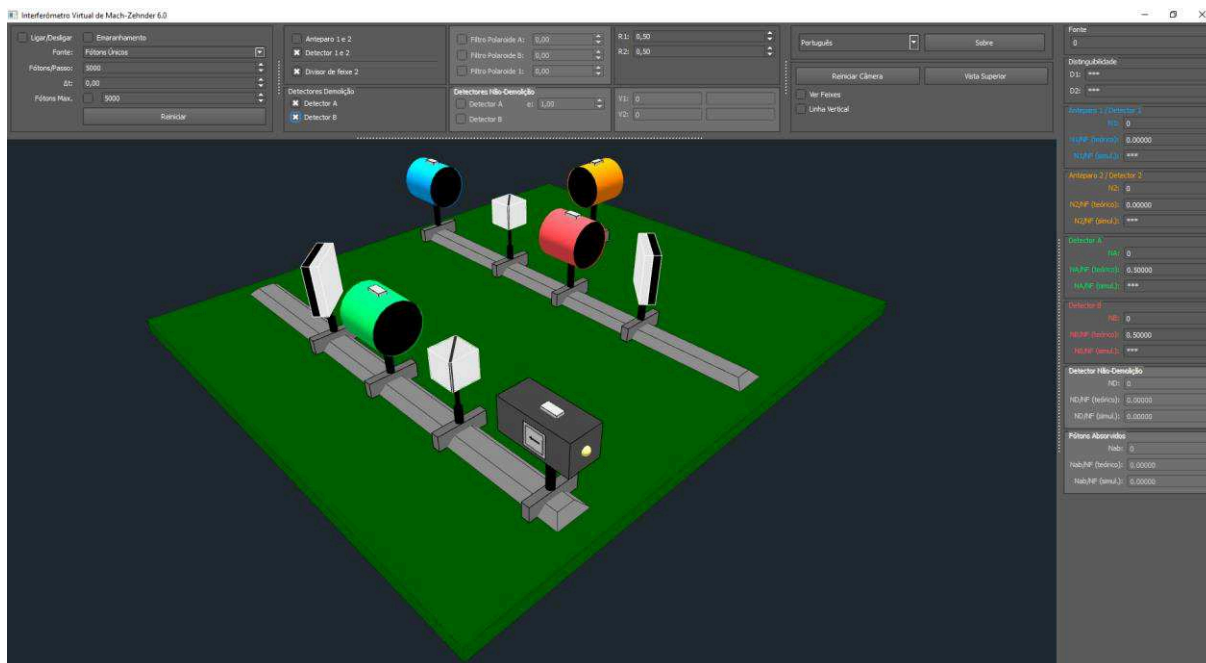 Interferômetro Virtual de Mach-Zehnder 6.0
Ligar/Desligar
Emaranhamento
Fonte: Fótons Únicos
Fótons/Passo: 5000
Δt: 0,00
Fótons Max. 5000
Reiniciar
Anteparo 1 e 2
Detector 1 e 2
Divisor de feixe 2
Detectores Demolição
Detector A
Detector B
Filtro Polaroide A: 0,00
Filtro Polaroide B: 0,00
Filtro Polaroide 1: 0,00
Detectores Não-Demolição
Detector A e: 1,00
Detector B
R1: 0,50
R2: 0,50
V1: 0
V2: 0
Português
Sobre
Reiniciar Câmera
Vista Superior
Ver Feixes
Linha Vertical
Fonte
0
Distinguibilidade
D1: ***
D2: ***
Anteparo 1 / Detector 1
N1: 0
N1/NF (teórico): 0.00000
N1/NF (simul.): ***
Anteparo 2 / Detector 2
N2: 0
N2/NF (teórico): 0.00000
N2/NF (simul.): ***
Detector A
NA: 0
NA/NF (teórico): 0.50000
NA/NF (simul.): ***
Detector B
NB: 0
NB/NF (teórico): 0.50000
NB/NF (simul.): ***
Detector Não-Demolição
ND: 0
ND/NF (teórico): 0.00000
ND/NF (simul.): 0.00000
Fótons Absorvidos
Nab: 0
Nab/NF (teórico): 0.00000
Nab/NF (simul.): 0.00000